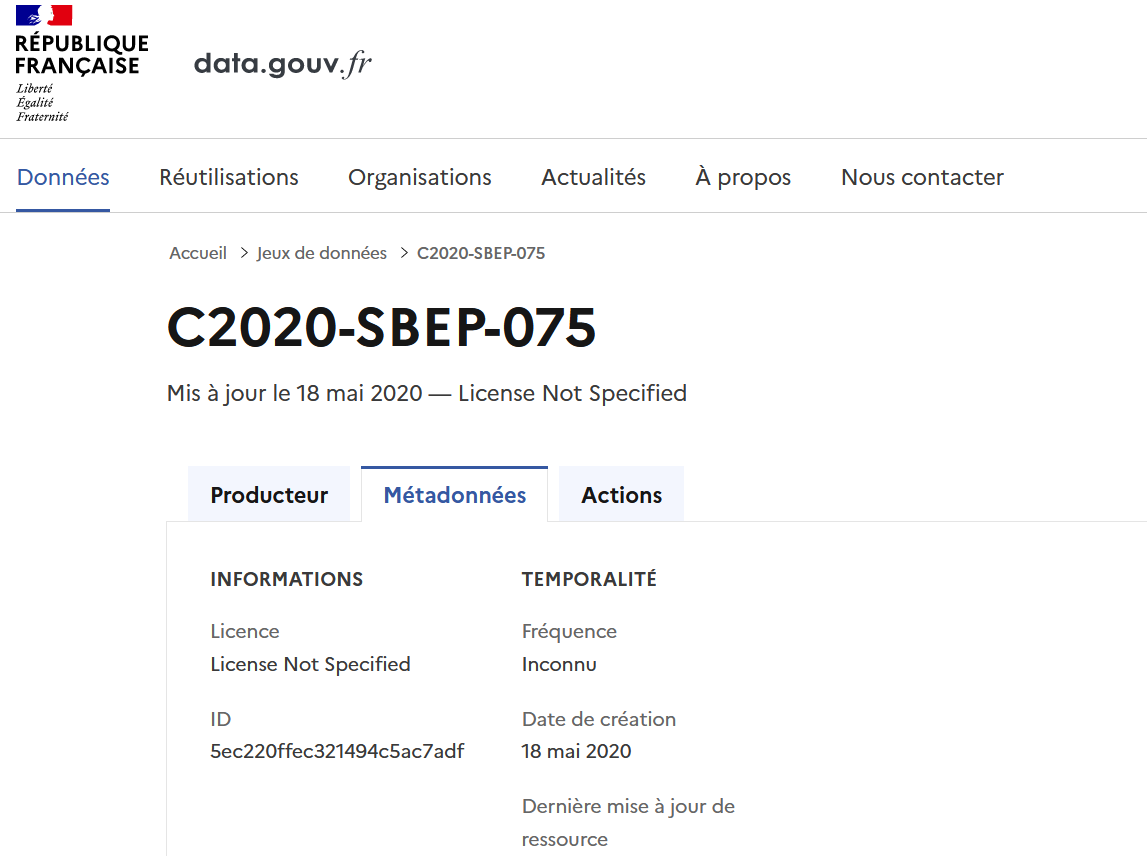 RÉPUBLIQUE
FRANÇAISE
Liberté
Égalité
Fraternité
data.gouv.fr
Données Réutilisations Organisations Actualités À propos Nous contacter
Accueil > Jeux de données > C2020-SBEP-075
C2020-SBEP-075
Mis à jour le 18 mai 2020 — License Not Specified
Producteur Métadonnées Actions
INFORMATIONS
Licence
License Not Specified
ID
5ec220ffec321494c5ac7adf
TEMPORALITÉ
Fréquence
Inconnu
Date de création
18 mai 2020
Dernière mise à jour de
ressource